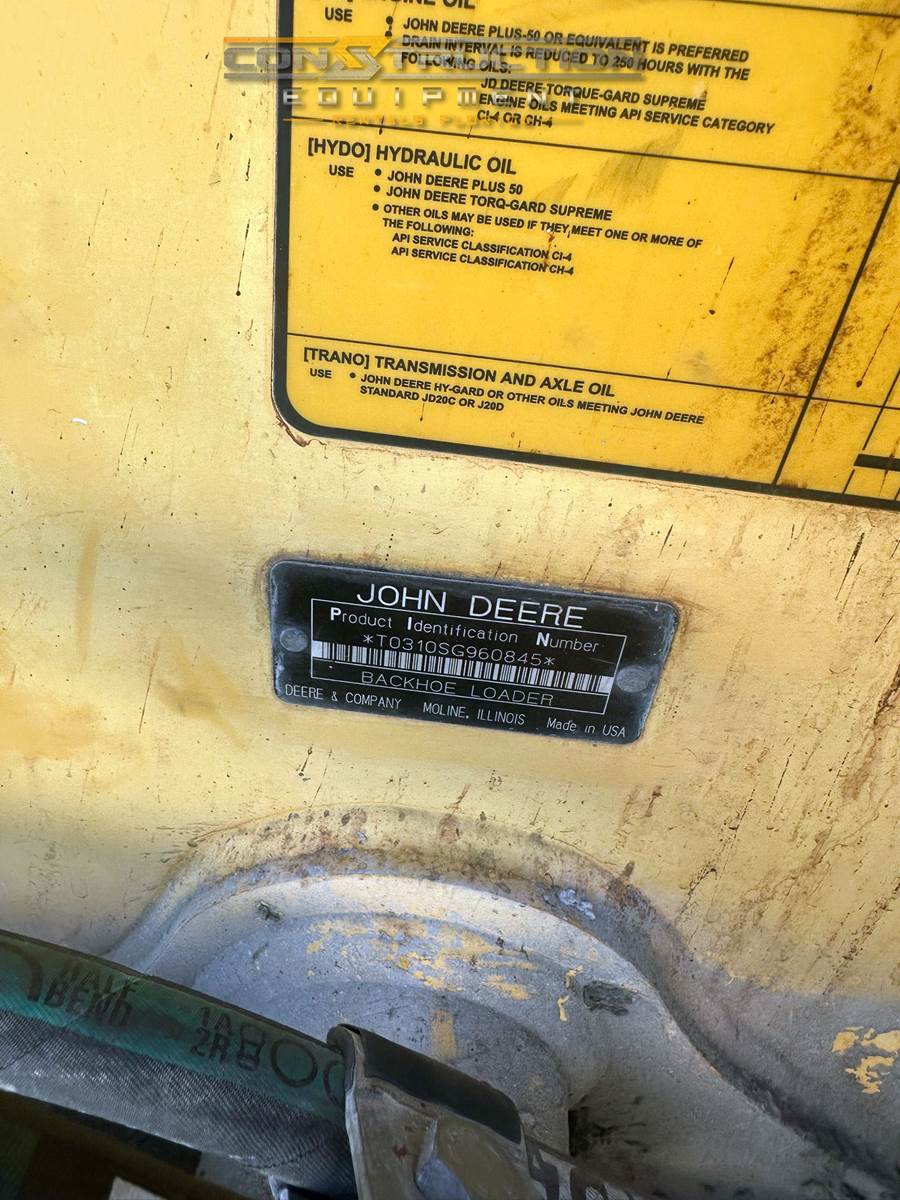 ENGINE OIL
USE • JOHN DEERE PLUS-50 OR EQUIVALENT IS PREFERRED
• DRAIN INTERVAL IS REDUCED TO 250 HOURS WITH THE
FOLLOWING OILS:
JD DEERE TORQUE-GARD SUPREME
ENGINE OILS MEETING API SERVICE CATEGORY
CI-4 OR CH-4
CONSTRUCTION
EQUIPMENT
[HYDO] HYDRAULIC OIL
USE • JOHN DEERE PLUS 50
• JOHN DEERE TORQ-GARD SUPREME
• OTHER OILS MAY BE USED IF THEY MEET ONE OR MORE OF
THE FOLLOWING:
API SERVICE CLASSIFICATION CI-4
API SERVICE CLASSIFICATION CH-4
[TRANO] TRANSMISSION AND AXLE OIL
USE • JOHN DEERE HY-GARD OR OTHER OILS MEETING JOHN DEERE
STANDARD JD20C OR J20D
JOHN DEERE
Product Identification Number
*T0310SG960845*
BACKHOE LOADER
DEERE & COMPANY MOLINE, ILLINOIS Made in USA
HALF
BEND